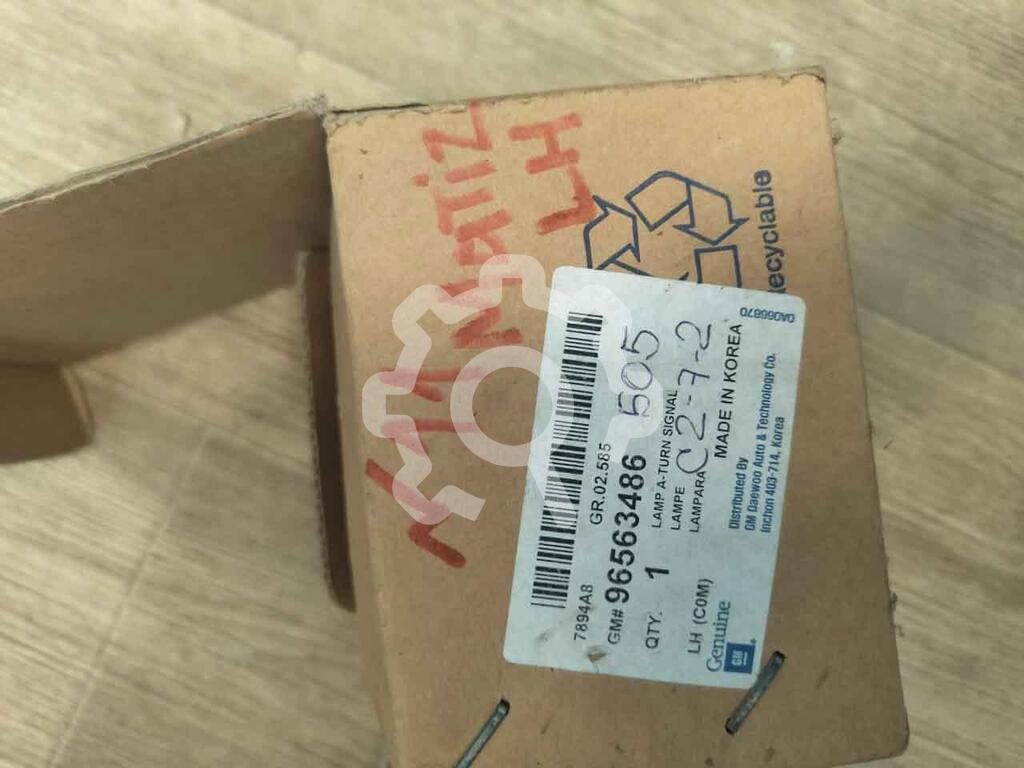 MATIZ
LH
Recyclable
0A066870
7894A8
GR.02.585
GM# 96563486
505
QTY. 1
LAMP A-TURN SIGNAL
LAMPE
LAMPARA
C2-7-2
LH (COM)
MADE IN KOREA
Genuine
GM
Distributed By
GM Daewoo Auto & Technology Co.
Inchon 403-714, Korea